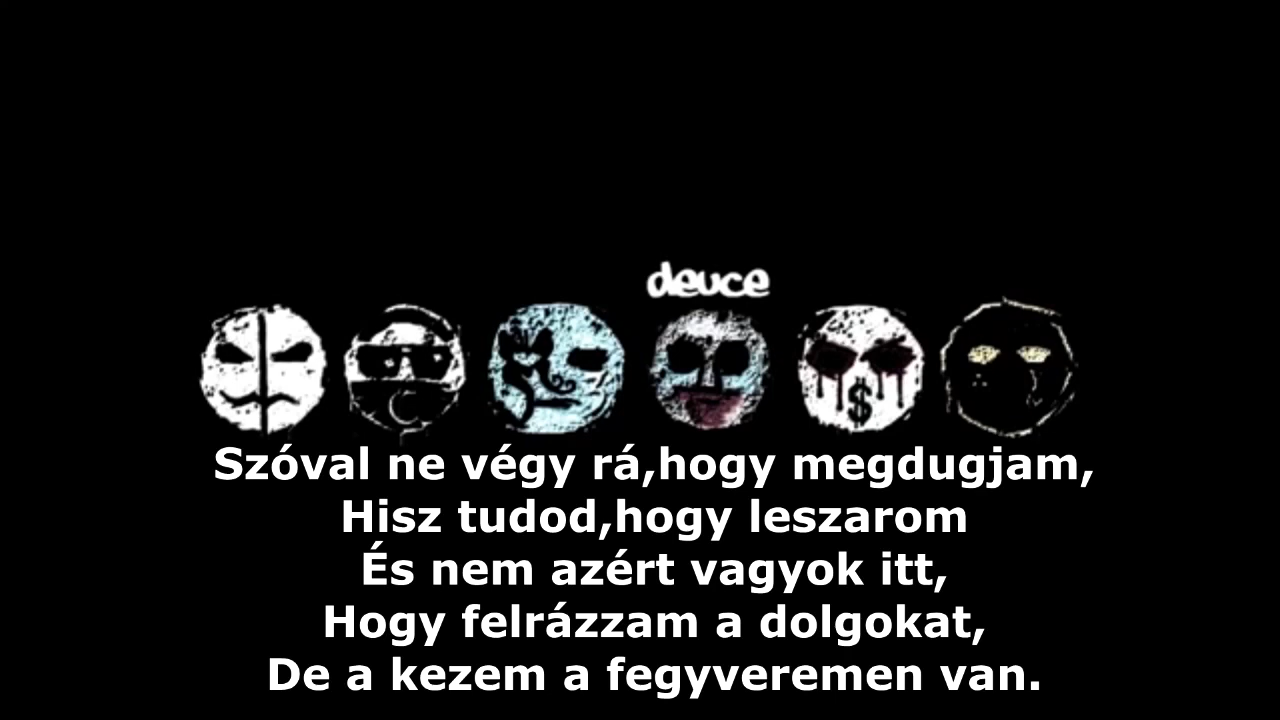 deuce
Szóval ne végy rá,hogy megdugjam,
Hisz tudod,hogy leszarom
És nem azért vagyok itt,
Hogy felrázzam a dolgokat,
De a kezem a fegyveremen van.